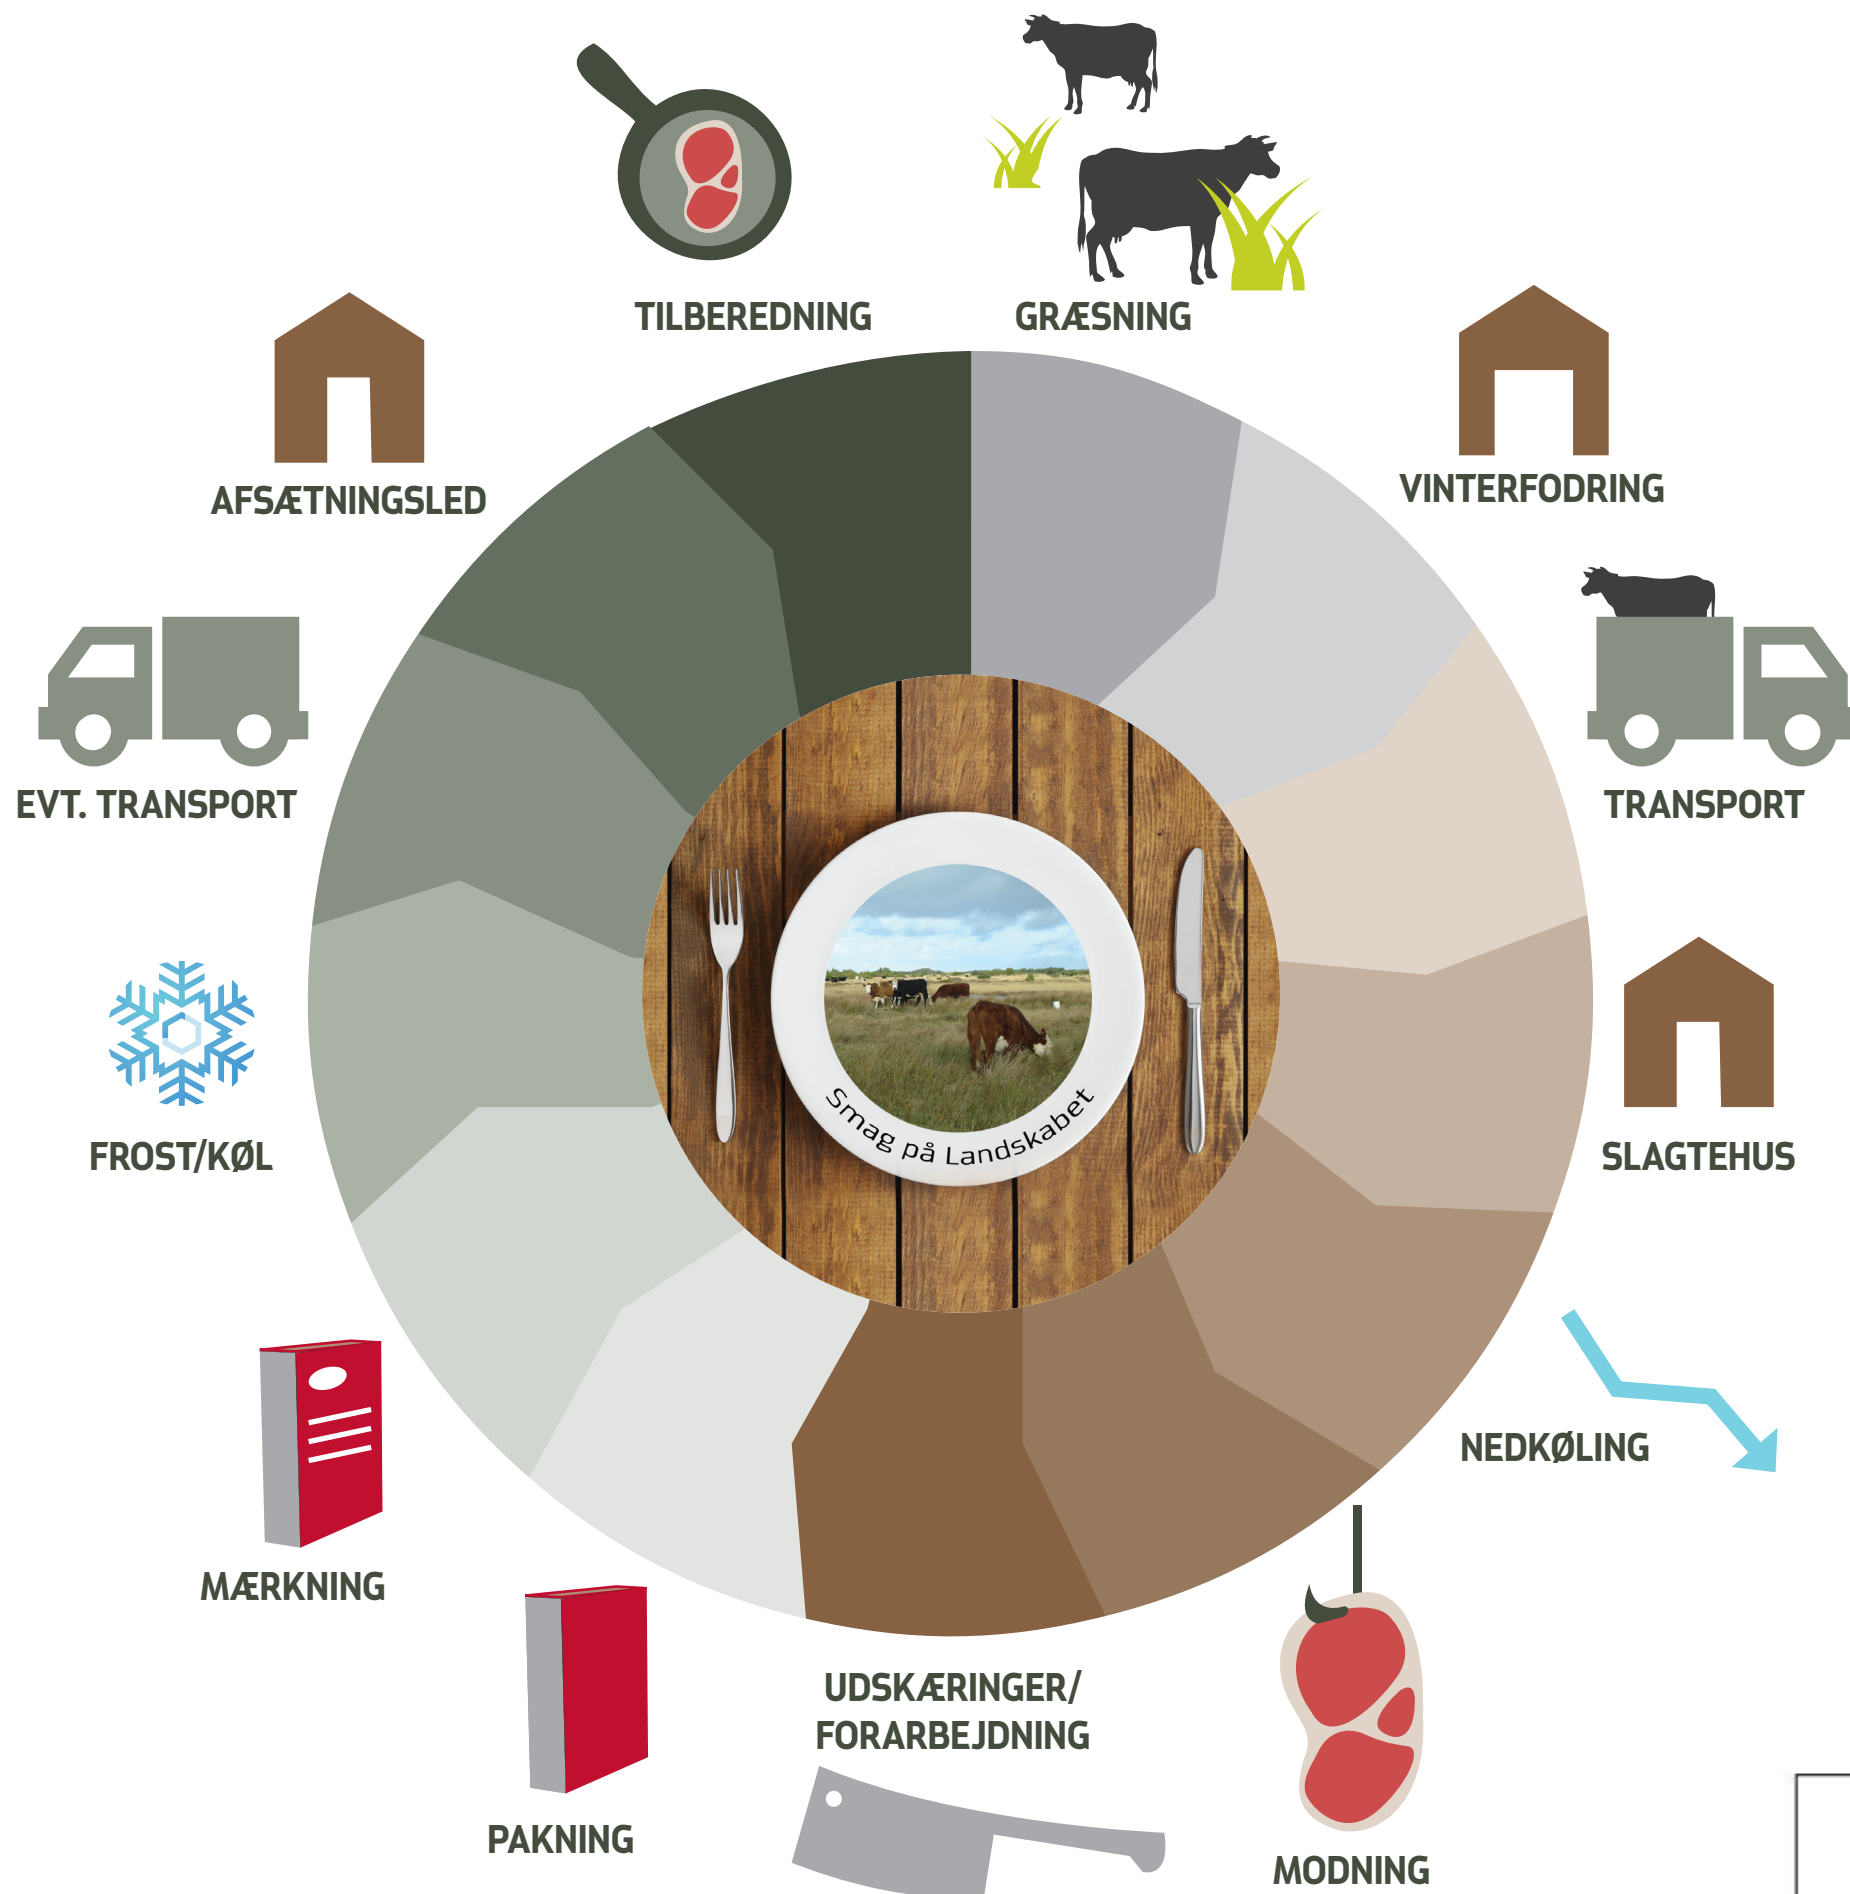 TILBEREDNING
GRÆSNING
VINTERFODRING
TRANSPORT
SLAGTEHUS
NEDKØLING
MODNING
UDSKÆRINGER/
FORARBEJDNING
PAKNING
MÆRKNING
FROST/KØL
EVT. TRANSPORT
AFSÆTNINGSLED
Smag på Landskabet